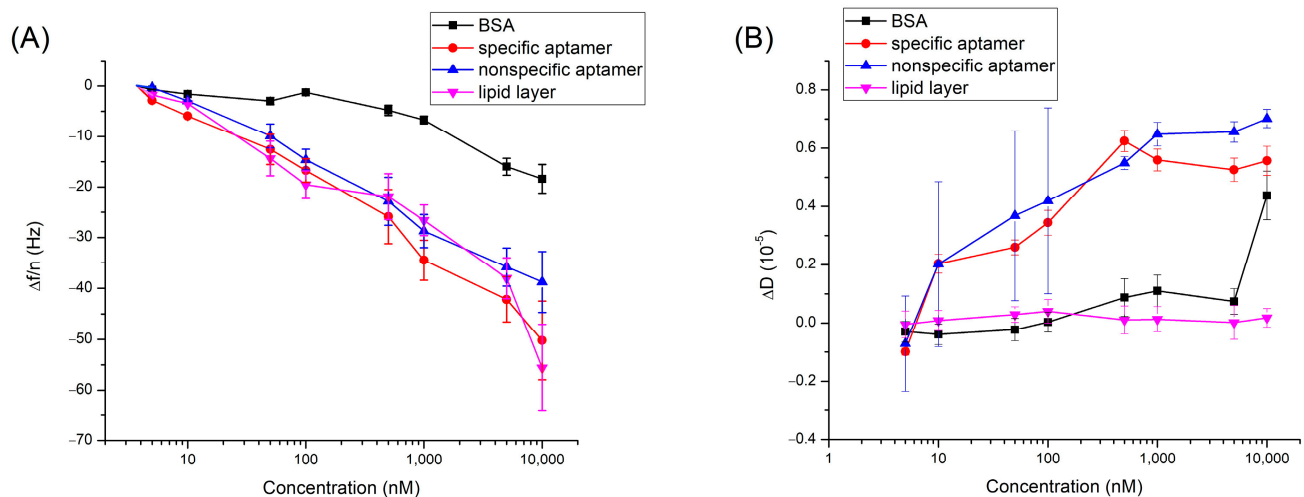 (A)
BSA
specific aptamer
nonspecific aptamer
lipid layer
0
−10
−20
−30
−40
−50
−60
−70
Δf/n (Hz)
10
100
1,000
10,000
Concentration (nM)
(B)
BSA
specific aptamer
nonspecific aptamer
lipid layer
0.8
0.6
0.4
0.2
0.0
−0.2
−0.4
ΔD (10⁻⁵)
1
10
100
1,000
10,000
Concentration (nM)